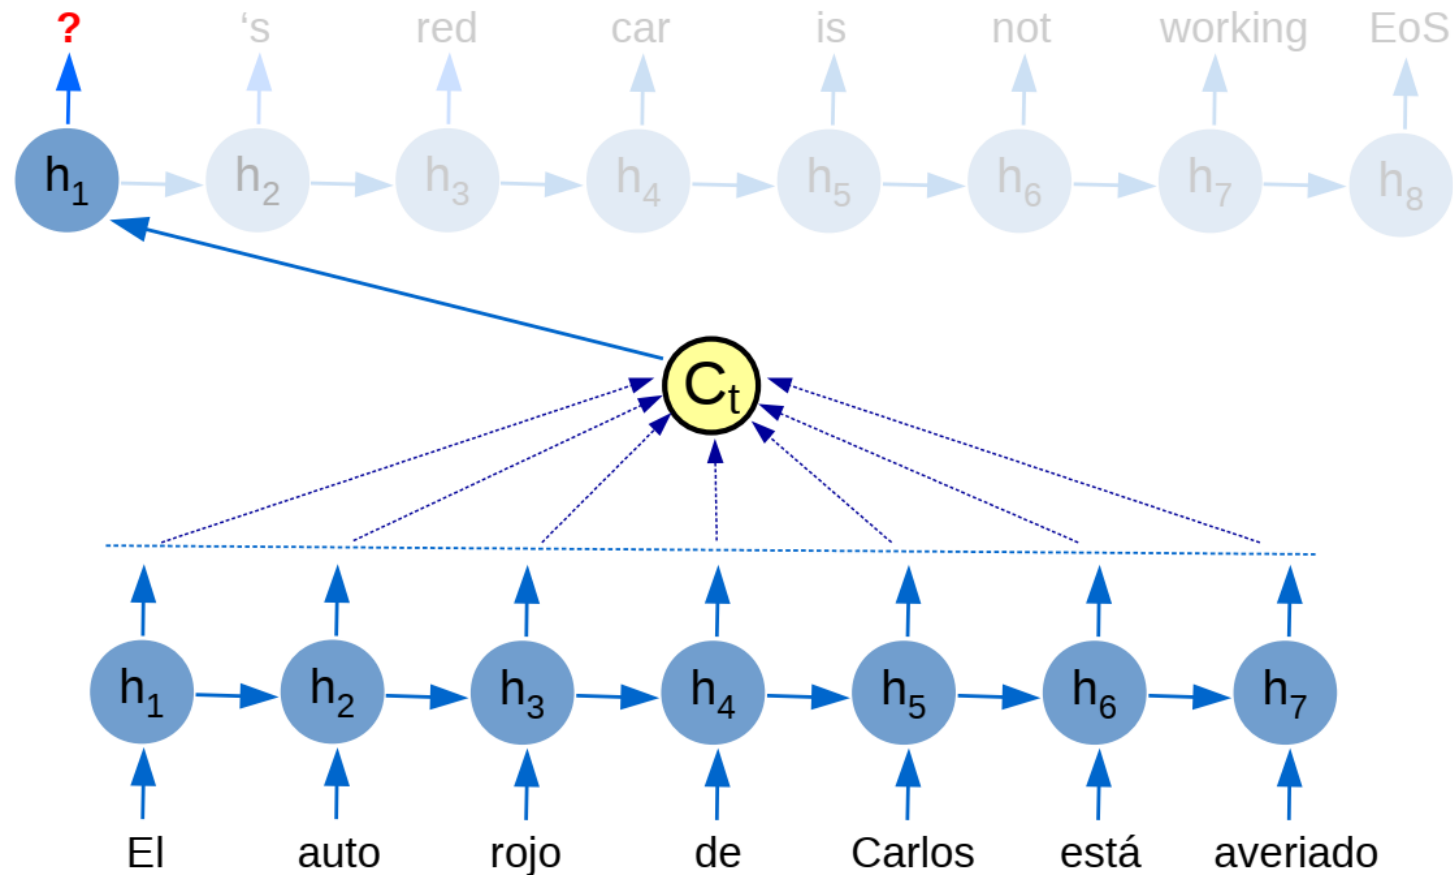 ? ‘s red car is not working EoS
h1 h2 h3 h4 h5 h6 h7 h8
Ct
h1 h2 h3 h4 h5 h6 h7
El auto rojo de Carlos está averiado